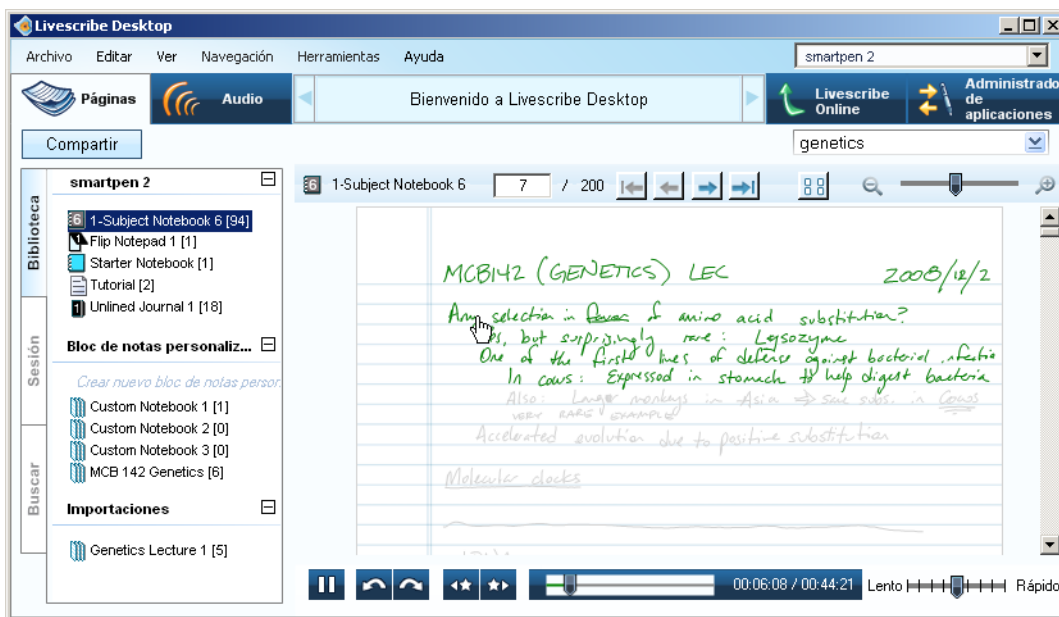 Livescribe Desktop
Archivo Editar Ver Navegación Herramientas Ayuda
smartpen 2
Páginas
Audio
Bienvenido a Livescribe Desktop
Livescribe Online
Administrado de aplicaciones
Compartir
genetics
Biblioteca
Sesión
Buscar
smartpen 2
1-Subject Notebook 6 [94]
Flip Notepad 1 [1]
Starter Notebook [1]
Tutorial [2]
Unlined Journal 1 [18]
Bloc de notas personaliz...
Crear nuevo bloc de notas persor
Custom Notebook 1 [1]
Custom Notebook 2 [0]
Custom Notebook 3 [0]
MCB 142 Genetics [6]
Importaciones
Genetics Lecture 1 [5]
1-Subject Notebook 6 7 / 200
MCB142 (GENETICS) LEC 2008/12/2
Any selection in favor of amino acid substitution?
but surprisingly rare : Lysozyme
One of the first lines of defense against bacterial infectio
In cows : Expressed in stomach to help digest bacteria
Also: Langer monkeys in Asia ⇒ same subs. in Cows
VERY RARE EXAMPLE
Accelerated evolution due to positive substitution
Molecular clocks
00:06:08 / 00:44:21 Lento Rápido